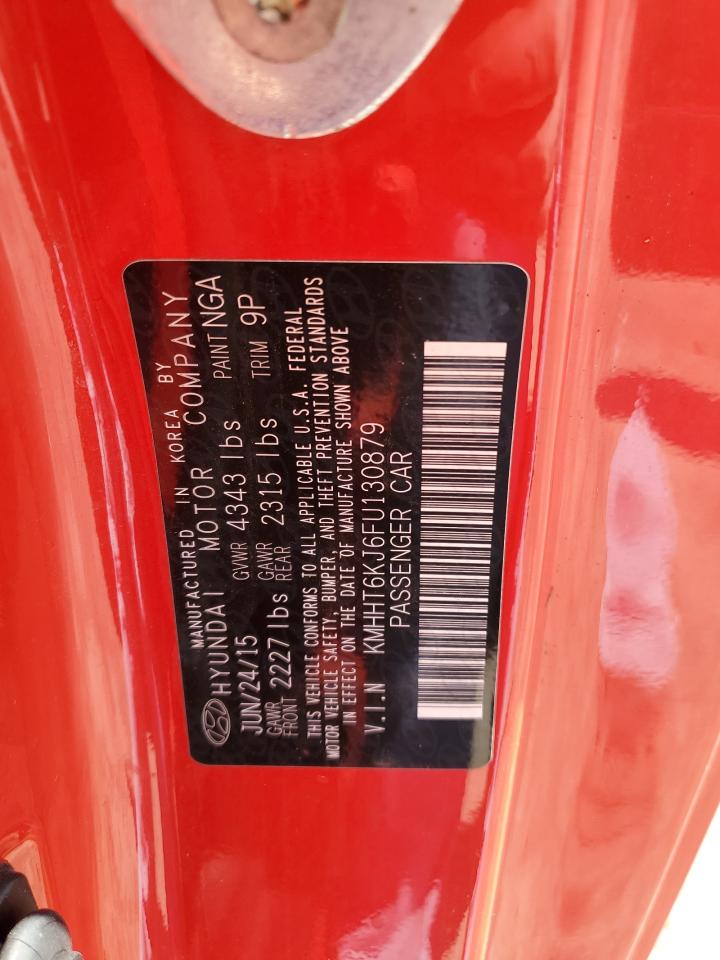 MANUFACTURED IN KOREA BY
HYUNDAI MOTOR COMPANY
JUN/24/15 GVWR 4343 lbs PAINT NGA
GAWR FRONT 2227 lbs GAWR REAR 2315 lbs TRIM 9P
THIS VEHICLE CONFORMS TO ALL APPLICABLE U.S.A. FEDERAL
MOTOR VEHICLE SAFETY, BUMPER, AND THEFT PREVENTION STANDARDS
IN EFFECT ON THE DATE OF MANUFACTURE SHOWN ABOVE
V.I.N KMHHT6KJ6FU130879
PASSENGER CAR